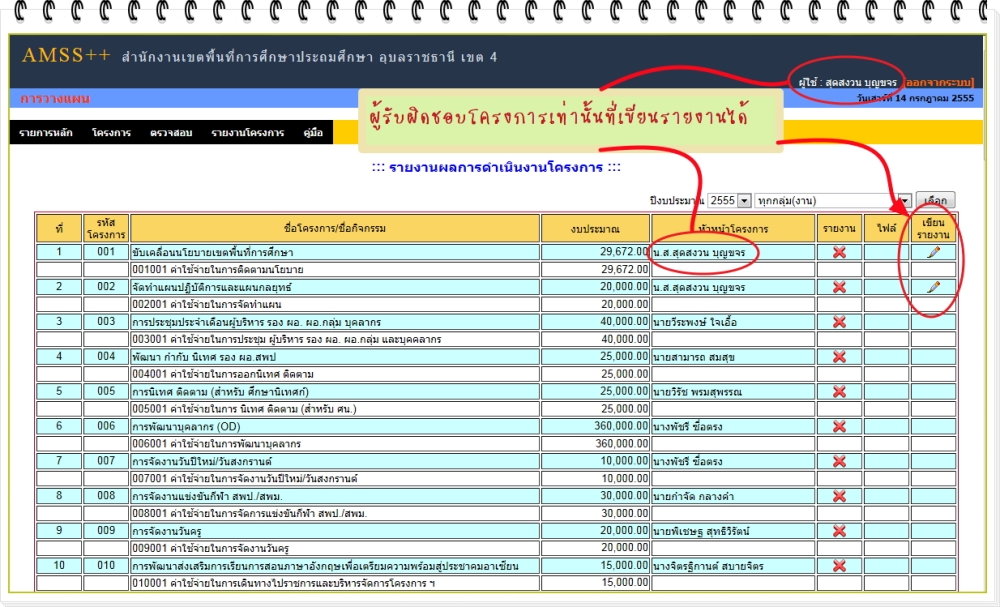 AMSS++ สำนักงานเขตพื้นที่การศึกษาประถมศึกษา อุบลราชธานี เขต 4
ผู้ใช้ : สุดสงวน บุญขจร [ออกจากระบบ]
การวางแผน วันเสาร์ที่ 14 กรกฎาคม 2555
ผู้รับผิดชอบโครงการเท่านั้นที่เขียนรายงานได้
รายการหลัก โครงการ ตรวจสอบ รายงานโครงการ คู่มือ
::: รายงานผลการดำเนินงานโครงการ :::
ปีงบประมาณ 2555 ทุกกลุ่ม(งาน) เลือก
ที่ รหัสโครงการ ชื่อโครงการ/ชื่อกิจกรรม งบประมาณ หัวหน้าโครงการ รายงาน ไฟล์ เขียนรายงาน
1 001 ขับเคลื่อนนโยบายเขตพื้นที่การศึกษา 29,672.00 น.ส.สุดสงวน บุญขจร
001001 ค่าใช้จ่ายในการติดตามนโยบาย 29,672.00
2 002 จัดทำแผนปฏิบัติการและแผนกลยุทธ์ 20,000.00 น.ส.สุดสงวน บุญขจร
002001 ค่าใช้จ่ายในการจัดทำแผน 20,000.00
3 003 การประชุมประจำเดือนผู้บริหาร รอง ผอ. ผอ.กลุ่ม บุคลากร 40,000.00 นายวีระพงษ์ ใจเอื้อ
003001 ค่าใช้จ่ายในการประชุม ผู้บริหาร รอง ผอ. ผอ.กลุ่ม และบุคคลากร 40,000.00
4 004 พัฒนา กำกับ นิเทศ รอง ผอ.สพป 25,000.00 นายสามารถ สมสุข
004001 ค่าใช้จ่ายในการออกนิเทศ ติดตาม 25,000.00
5 005 การนิเทศ ติดตาม (สำหรับ ศึกษานิเทศก์) 25,000.00 นายวิรัช พรมสุพรรณ
005001 ค่าใช้จ่ายในการ นิเทศ ติดตาม (สำหรับ ศน.) 25,000.00
6 006 การพัฒนาบุคลากร (OD) 360,000.00 นางพัชรี ซื่อตรง
006001 ค่าใช้จ่ายในการพัฒนาบุคลากร 360,000.00
7 007 การจัดงานวันปีใหม่/วันสงกรานต์ 10,000.00 นางพัชรี ซื่อตรง
007001 ค่าใช้จ่ายในการจัดงานวันปีใหม่/วันสงกรานต์ 10,000.00
8 008 การจัดงานแข่งขันกีฬา สพป./สพม. 30,000.00 นายกำจัด กลางคำ
008001 ค่าใช้จ่ายในการจัดการแข่งขันกีฬา สพป./สพม. 30,000.00
9 009 การจัดงานวันครู 20,000.00 นายพิเชษฐ สุทธิวิรัตน์
009001 ค่าใช้จ่ายในการจัดงานวันครู 20,000.00
10 010 การพัฒนาส่งเสริมการเรียนการสอนภาษาอังกฤษเพื่อเตรียมความพร้อมสู่ประชาคมอาเซียน 15,000.00 นางจิตรฐิกานต์ สบายจิตร
010001 ค่าใช้จ่ายในการเดินทางไปราชการและบริหารจัดการโครงการ ฯ 15,000.00